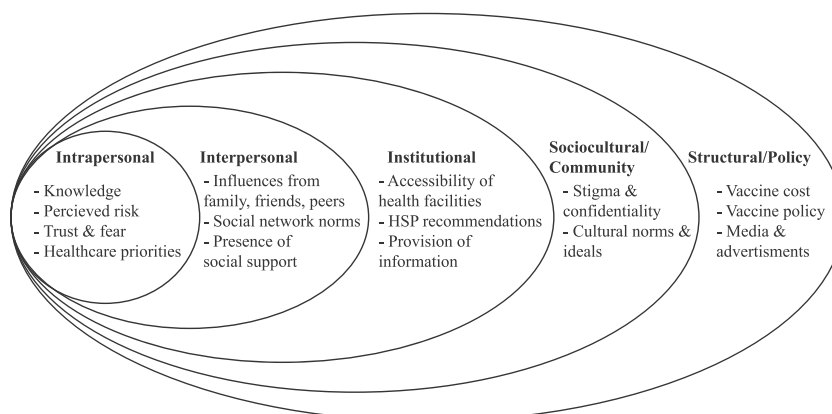 Intrapersonal
- Knowledge
- Percieved risk
- Trust & fear
- Healthcare priorities
Interpersonal
- Influences from
family, friends, peers
- Social network norms
- Presence of
social support
Institutional
- Accessibility of
health facilities
- HSP recommendations
- Provision of
information
Sociocultural/
Community
- Stigma &
confidentiality
- Cultural norms &
ideals
Structural/Policy
- Vaccine cost
- Vaccine policy
- Media &
advertisments